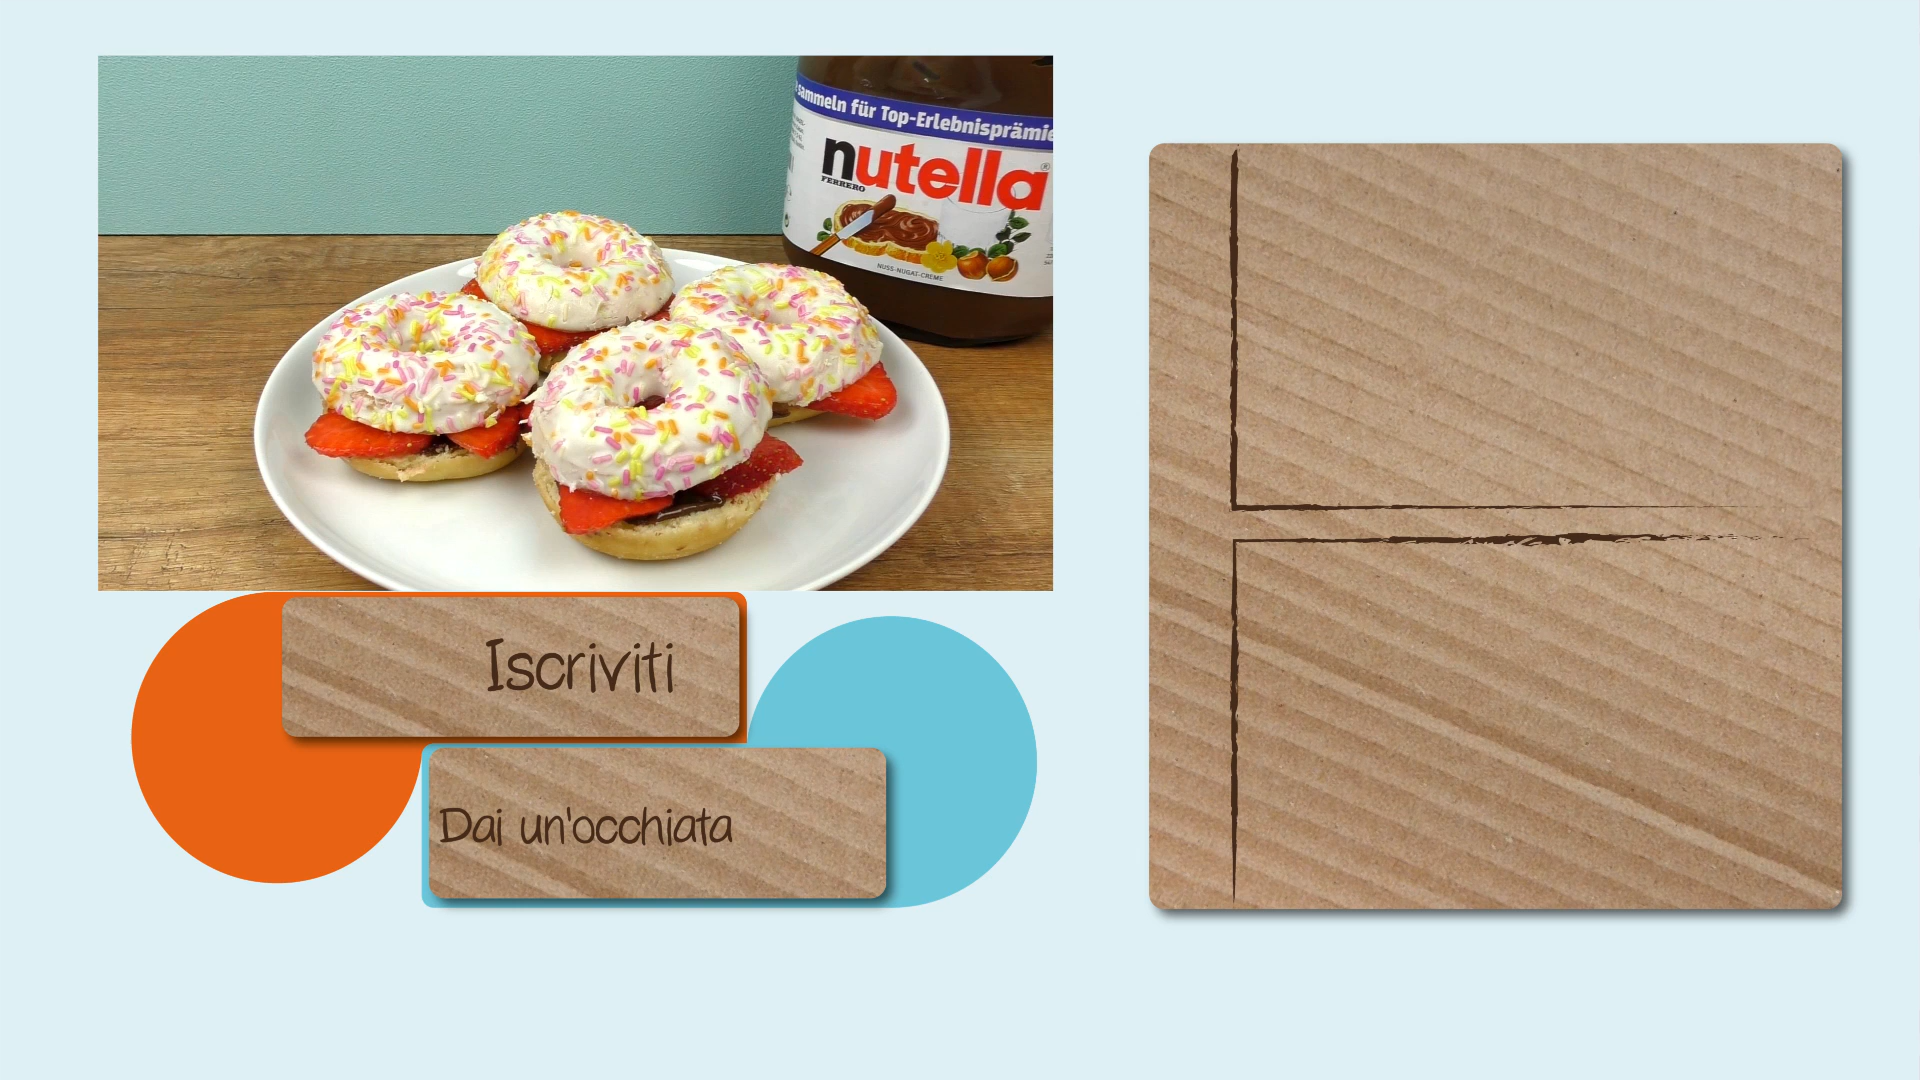 sammeln für Top-Erlebnisprämie
nutella
FERRERO
NUSS-NUGAT-CREME
Iscriviti
Dai un'occhiata